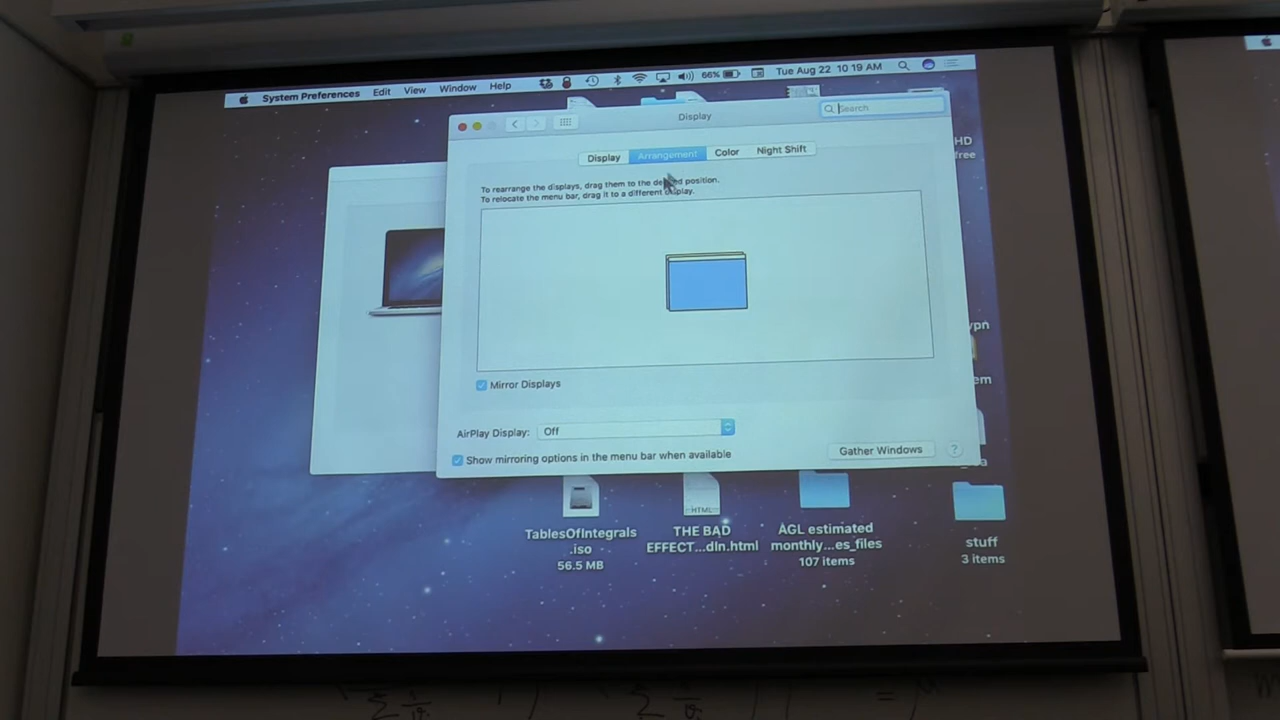 System Preferences Edit View Window Help 66% Tue Aug 22 10:19 AM
Display
Search
Display Arrangement Color Night Shift
To rearrange the displays, drag them to the desired position.
To relocate the menu bar, drag it to a different display.
Mirror Displays
AirPlay Display: Off
Show mirroring options in the menu bar when available
Gather Windows ?
HD
free
vpn
em
TablesOfIntegrals
.iso
56.5 MB
HTML
THE BAD
EFFECT...dln.html
AGL estimated
monthly...es_files
107 items
stuff
3 items